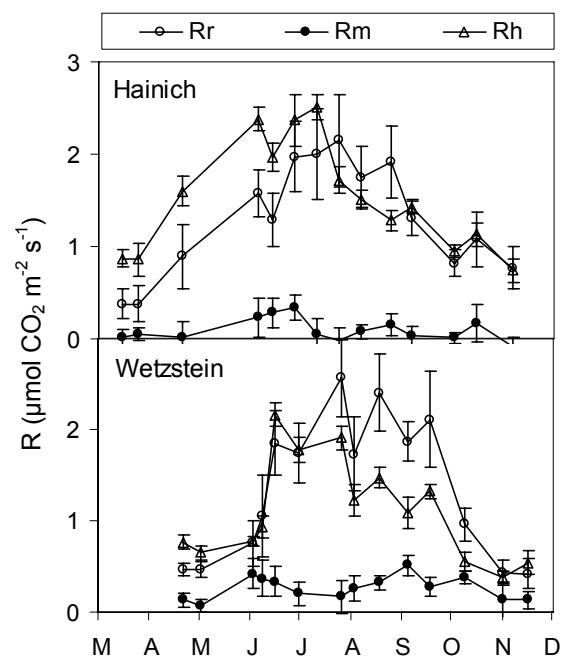 Rr Rm Rh
3
Hainich
2
1
0
R (µmol CO₂ m⁻² s⁻¹)
Wetzstein
2
1
0
M A M J J A S O N D